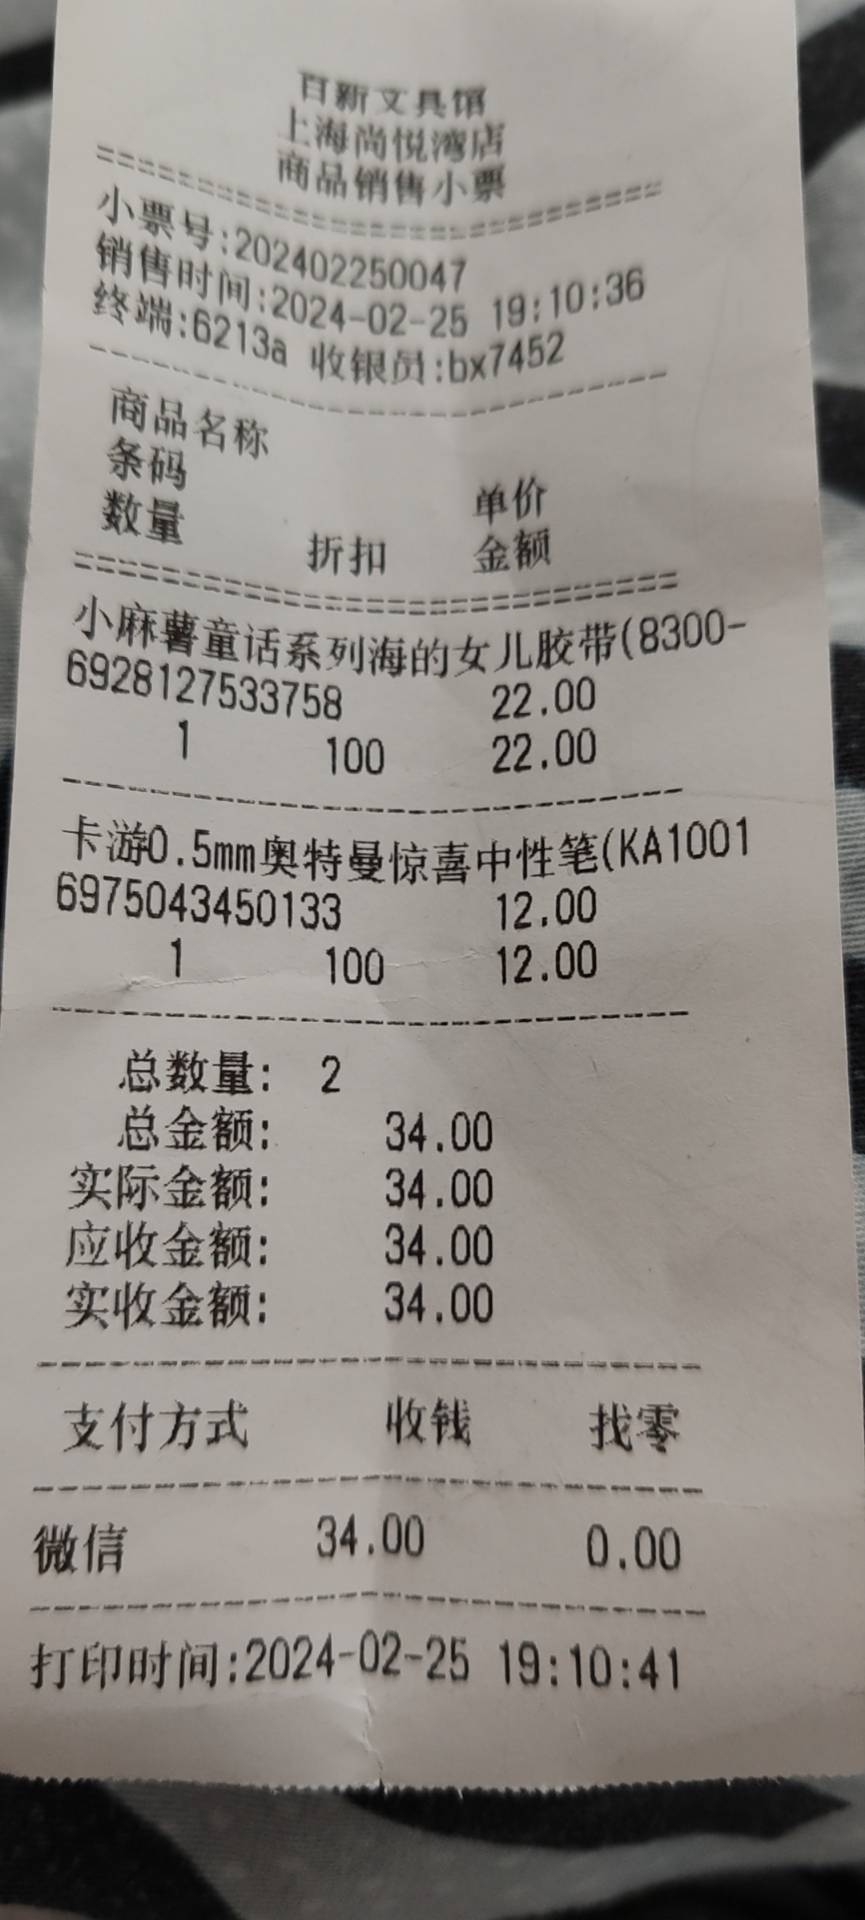 百新文具馆
上海尚悦湾店
商品销售小票
========================
小票号:202402250047
销售时间:2024-02-25 19:10:36
终端:6213a 收银员:bx7452
------------------------
商品名称
条码 单价
数量 折扣 金额
========================
小麻薯童话系列海的女儿胶带(8300-
6928127533758 22.00
1 100 22.00
------------------------
卡游0.5mm奥特曼惊喜中性笔(KA1001
6975043450133 12.00
1 100 12.00
------------------------
总数量: 2
总金额: 34.00
实际金额: 34.00
应收金额: 34.00
实收金额: 34.00
------------------------
支付方式 收钱 找零
------------------------
微信 34.00 0.00
------------------------
打印时间:2024-02-25 19:10:41